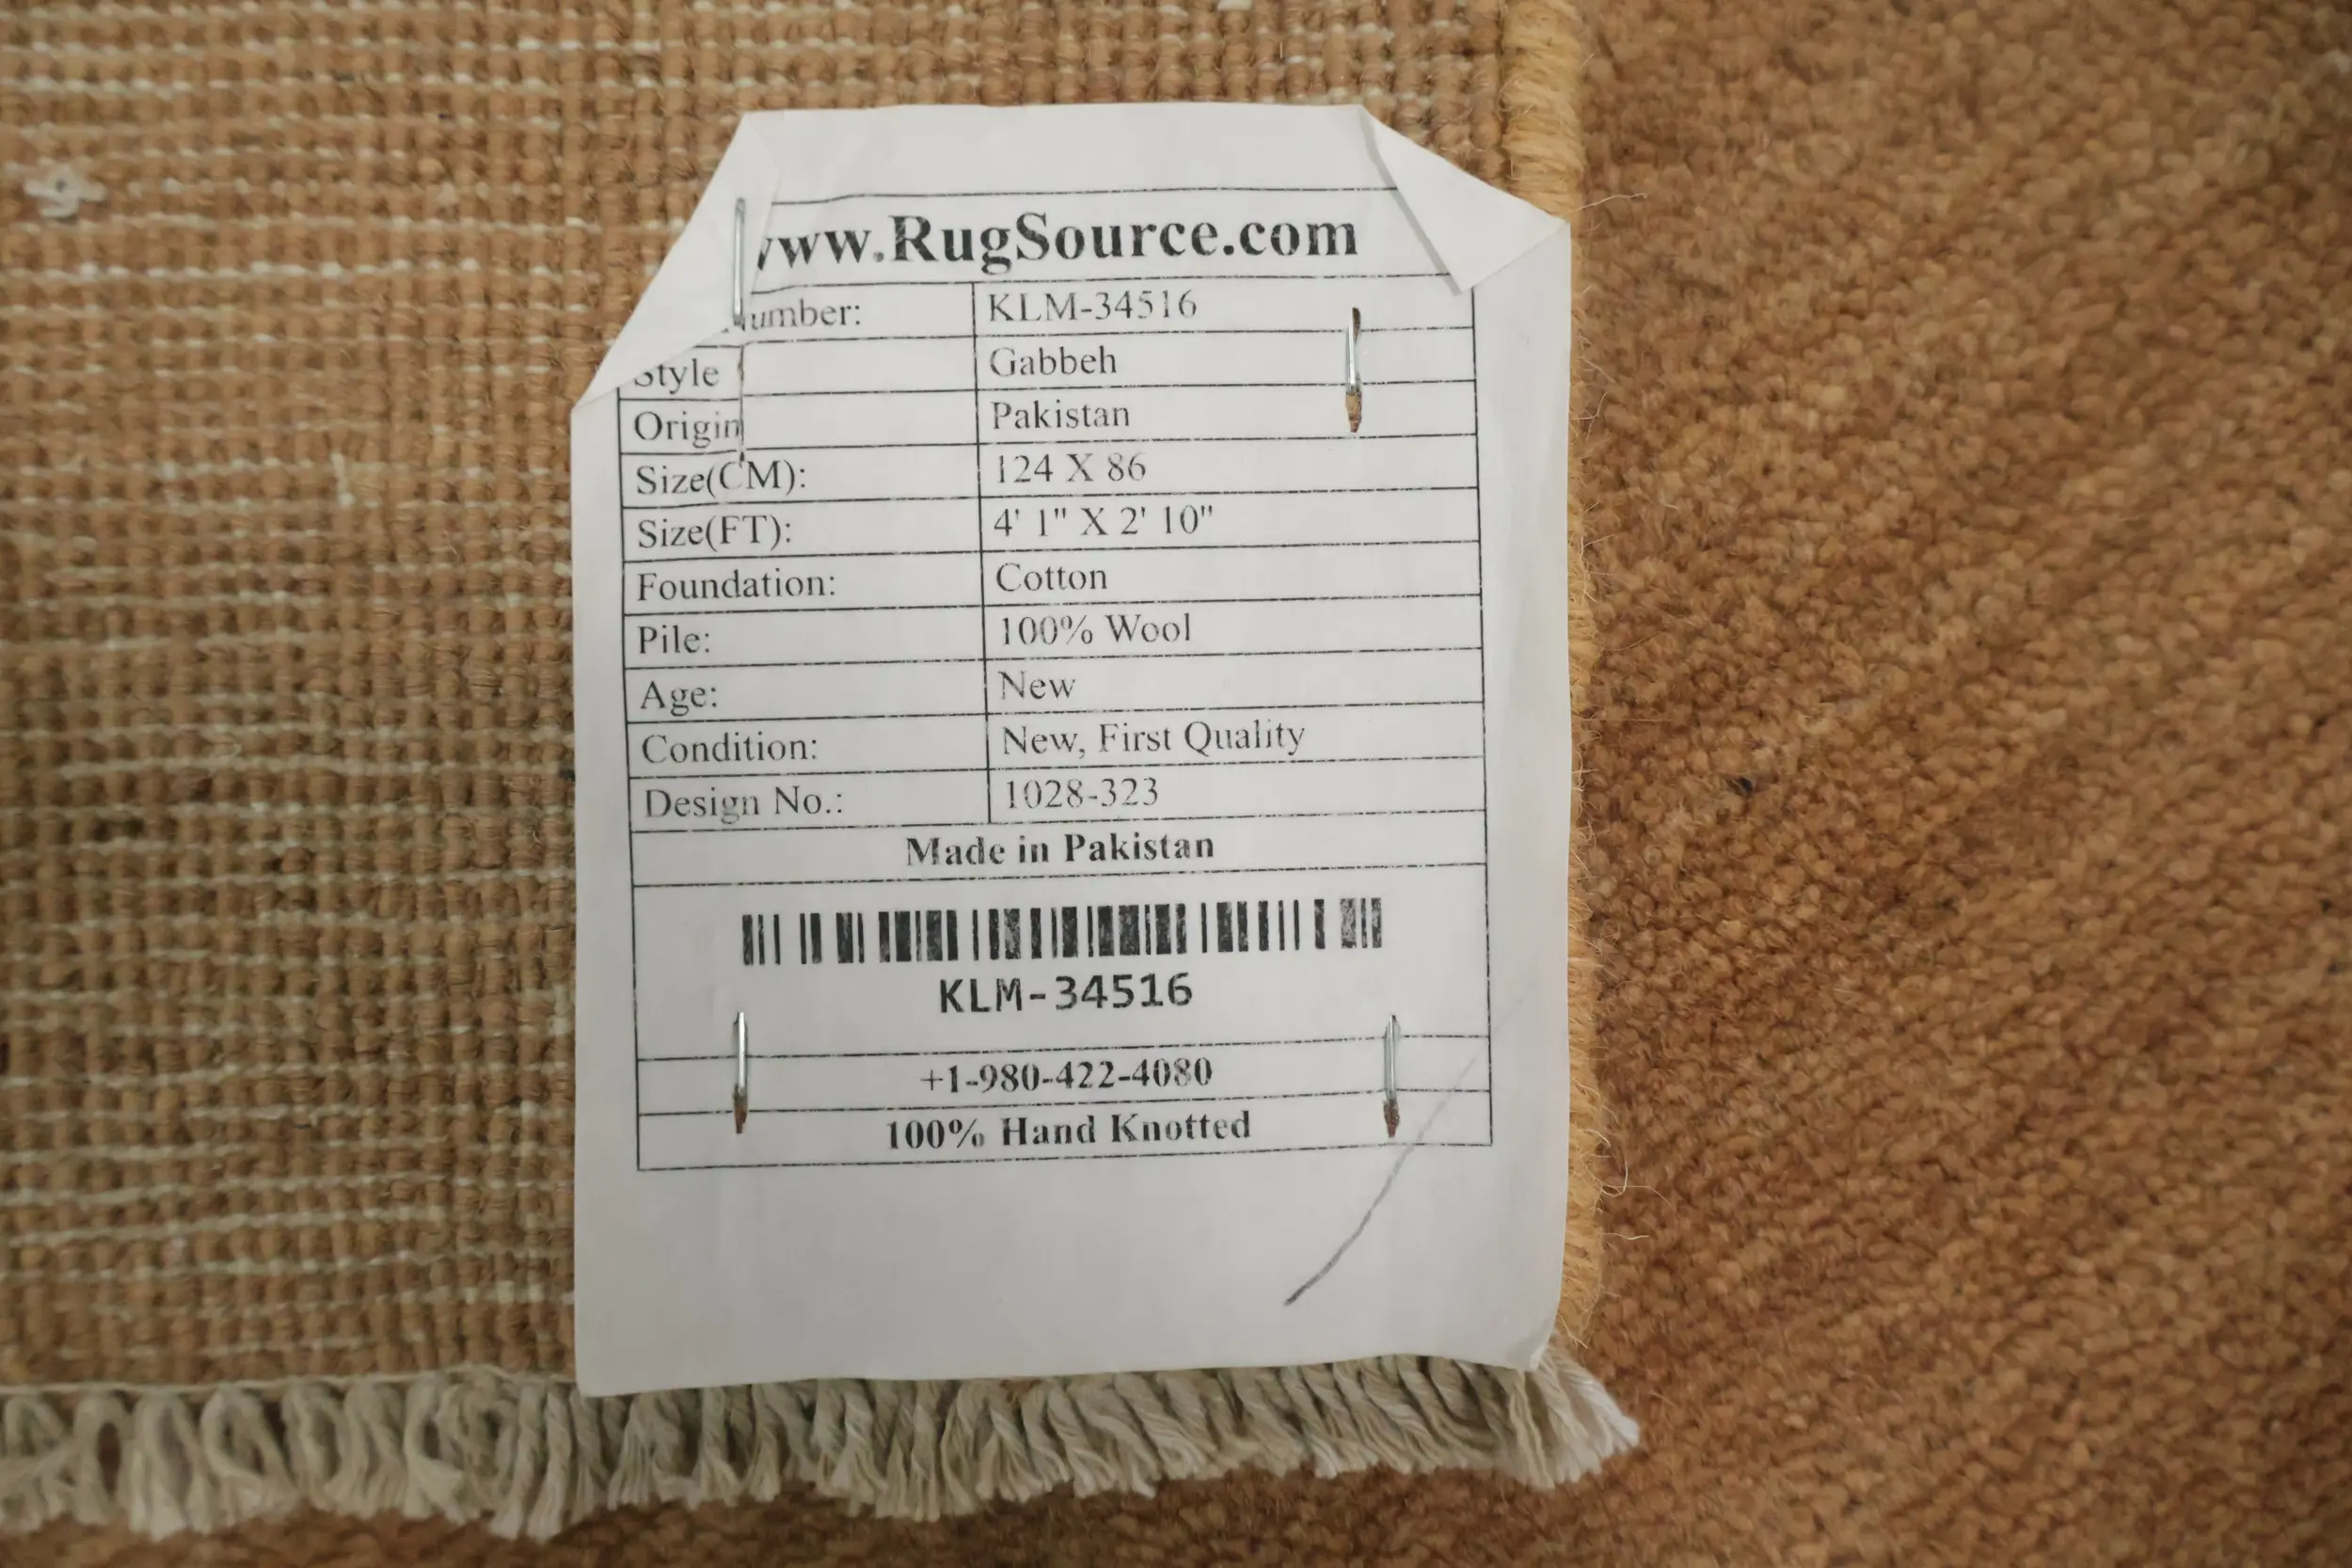 www.RugSource.com
umber: KLM-34516
Style Gabbeh
Origin Pakistan
Size(CM): 124 X 86
Size(FT): 4' 1" X 2' 10"
Foundation: Cotton
Pile: 100% Wool
Age: New
Condition: New, First Quality
Design No.: 1028-323
Made in Pakistan
KLM-34516
+1-980-422-4080
100% Hand Knotted